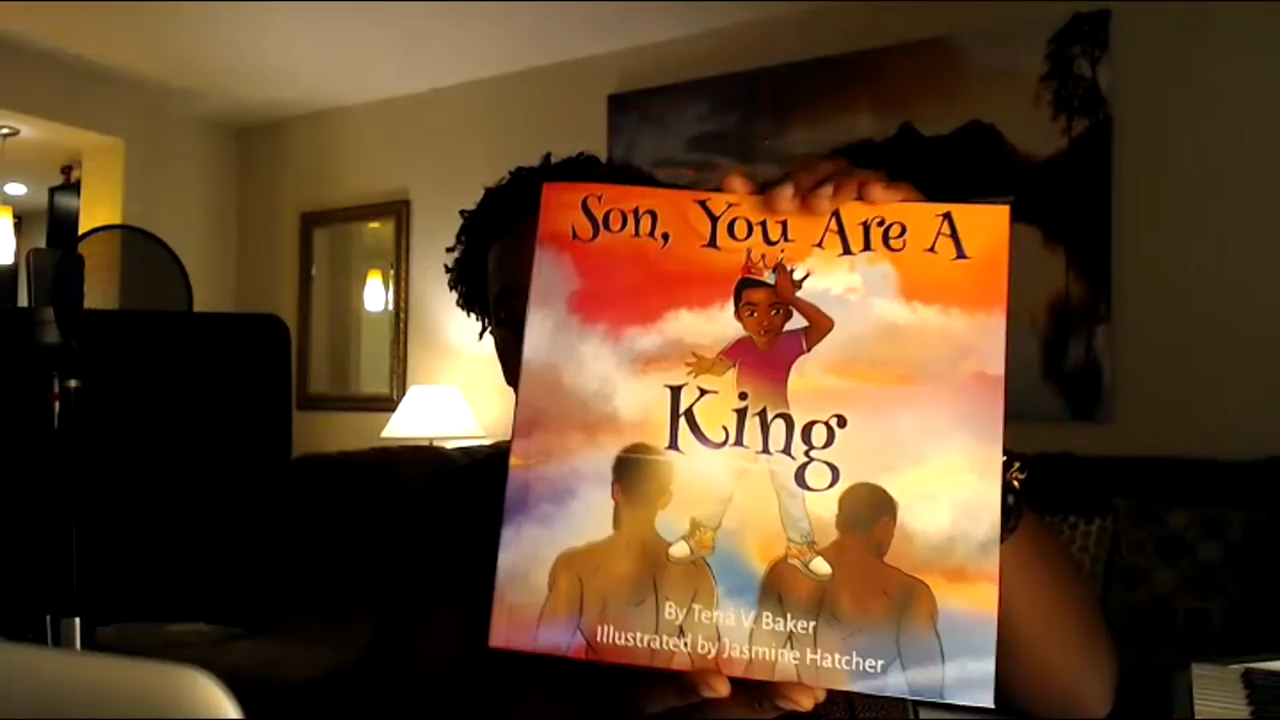 Son, You Are A
King
By Tená V. Baker
Illustrated by Jasmine Hatcher